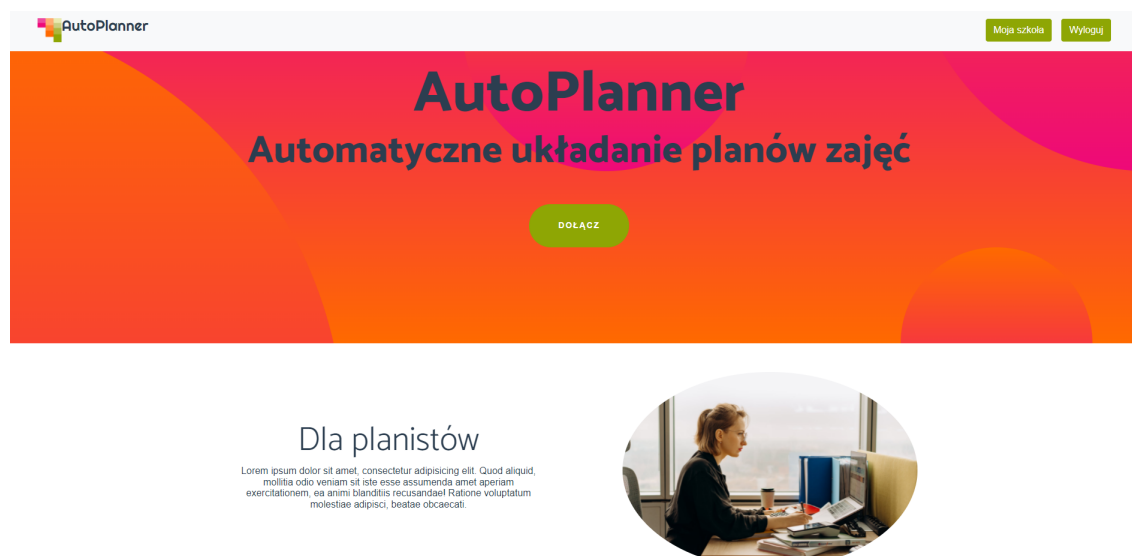 AutoPlanner
Moja szkoła
Wyloguj
AutoPlanner
Automatyczne układanie planów zajęć
DOŁĄCZ
Dla planistów
Lorem ipsum dolor sit amet, consectetur adipisicing elit. Quod aliquid,
mollitia odio veniam sit iste esse assumenda amet aperiam
exercitationem, ea animi blanditiis recusandae! Ratione voluptatum
molestiae adipisci, beatae obcaecati.